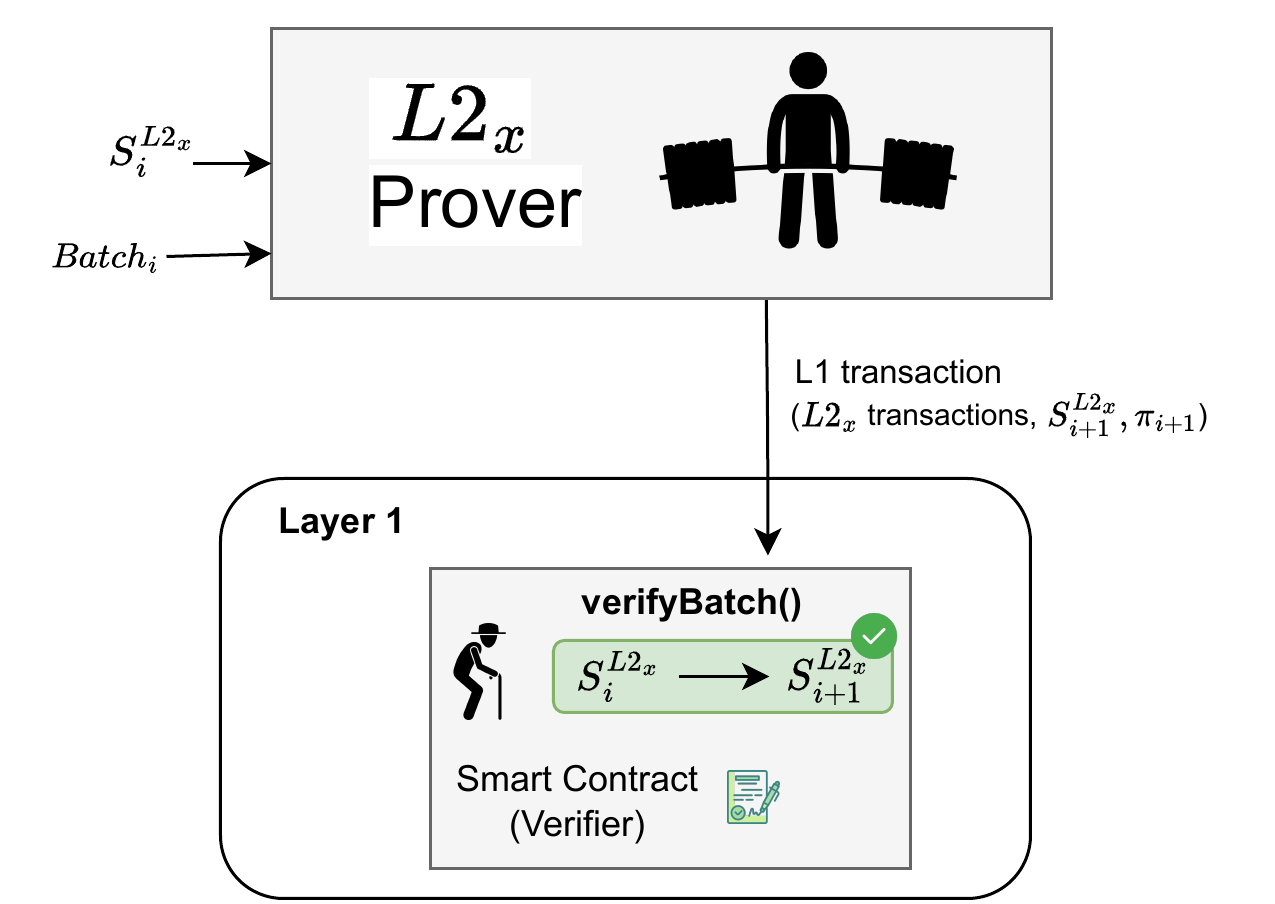 $L2_x$
Prover
$S_i^{L2_x}$
$Batch_i$
L1 transaction
($L2_x$ transactions, $S_{i+1}^{L2_x}, \pi_{i+1}$)
Layer 1
verifyBatch()
$S_i^{L2_x}$ → $S_{i+1}^{L2_x}$
Smart Contract
(Verifier)